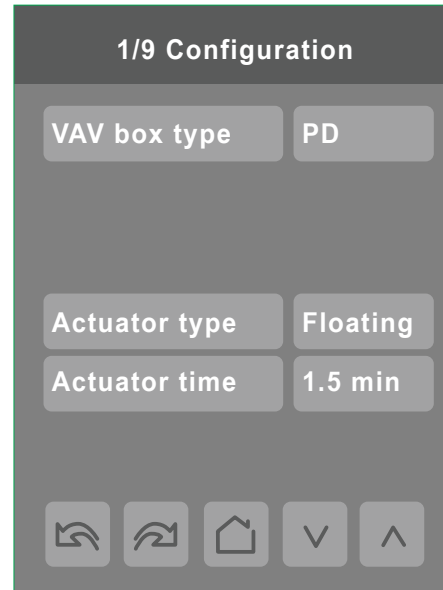 1/9 Configuration
VAV box type PD
Actuator type Floating
Actuator time 1.5 min